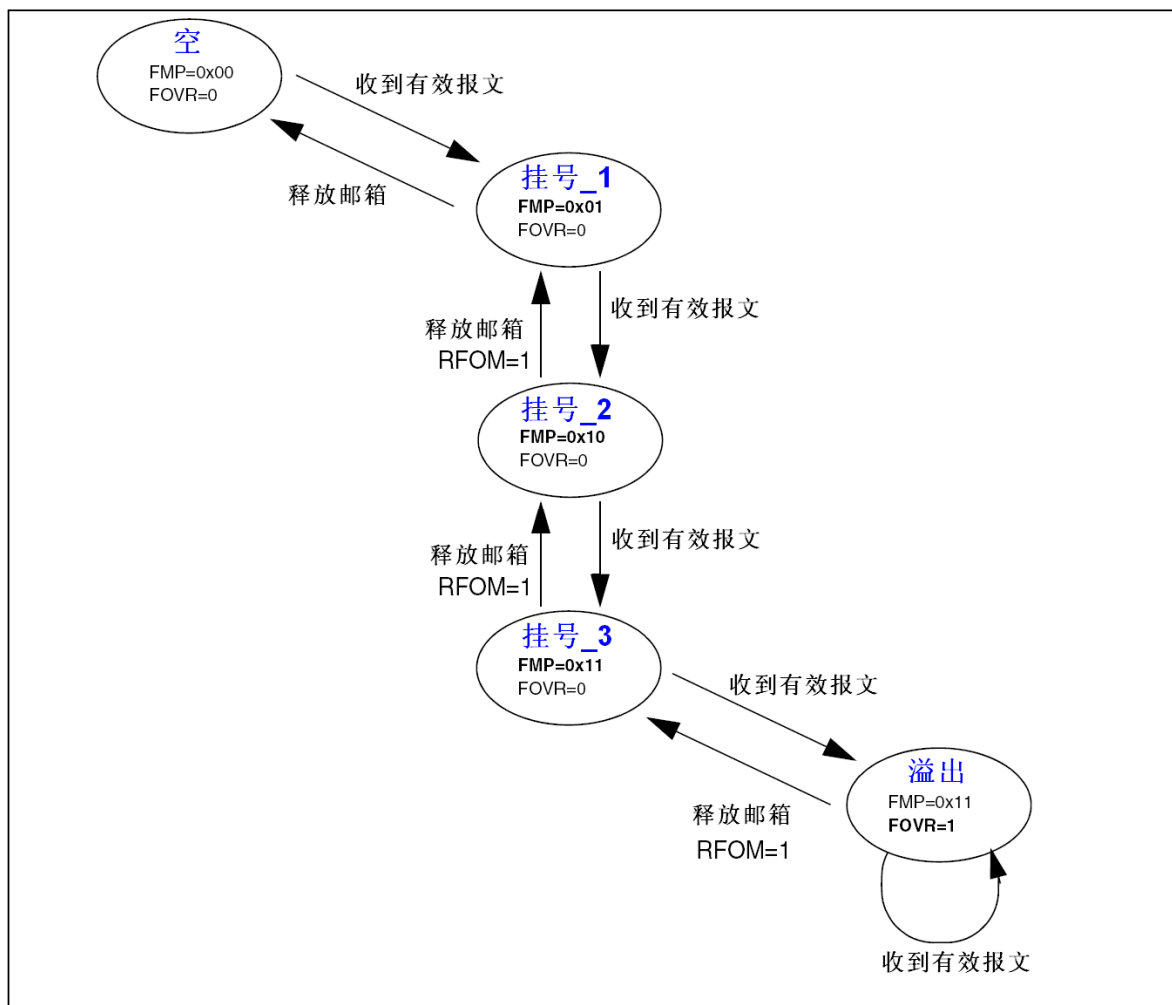 空
FMP=0x00
FOVR=0
收到有效报文
释放邮箱
挂号_1
FMP=0x01
FOVR=0
释放邮箱
RFOM=1
收到有效报文
挂号_2
FMP=0x10
FOVR=0
释放邮箱
RFOM=1
收到有效报文
挂号_3
FMP=0x11
FOVR=0
收到有效报文
释放邮箱
RFOM=1
溢出
FMP=0x11
FOVR=1
收到有效报文